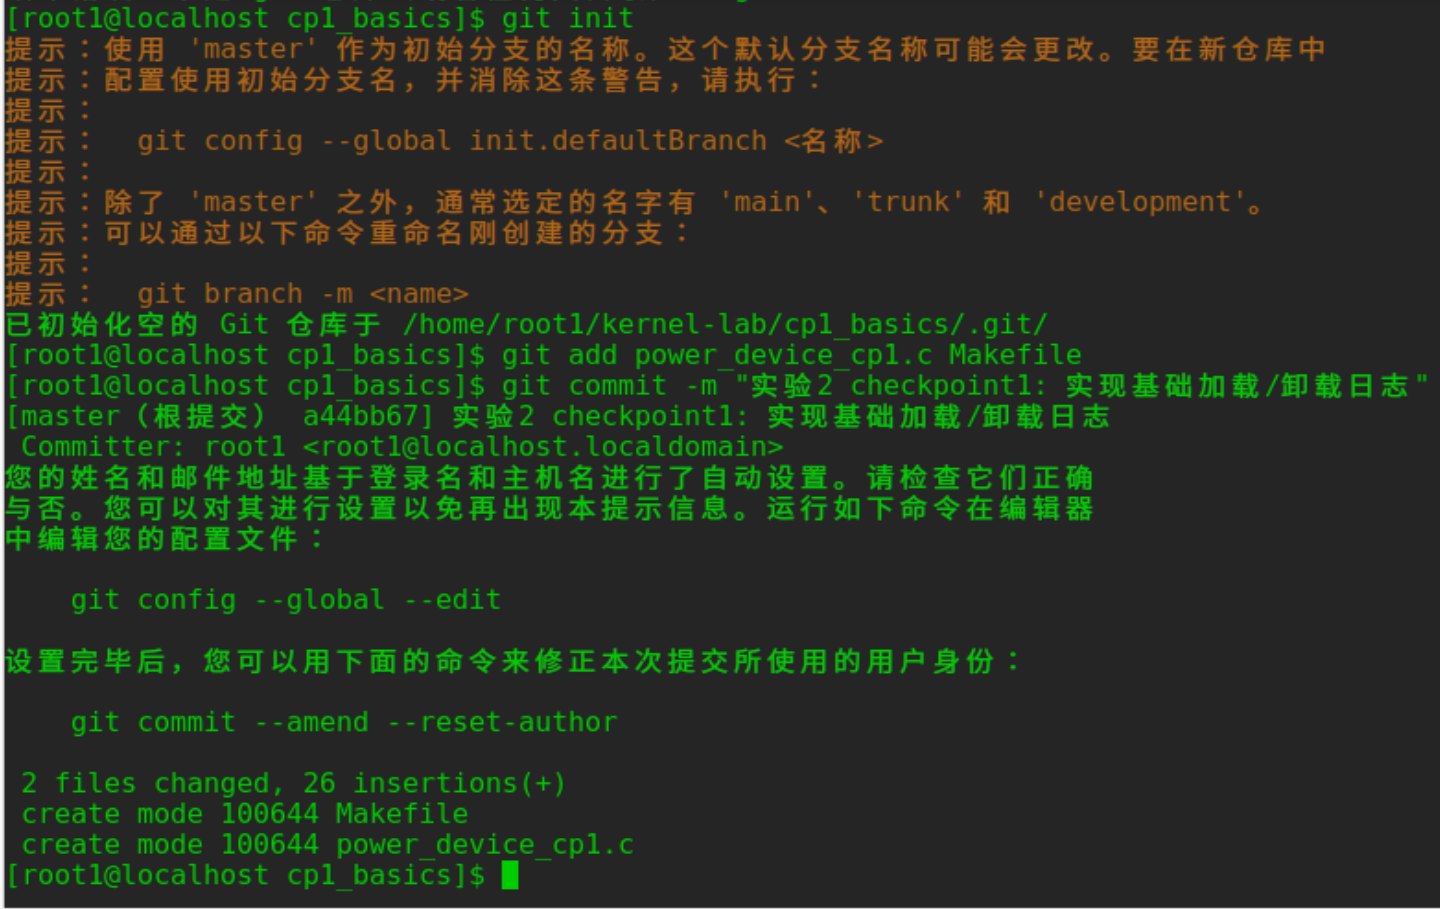 [root1@localhost cp1_basics]$ git init
提示：使用 'master' 作为初始分支的名称。这个默认分支名称可能会更改。要在新仓库中
提示：配置使用初始分支名，并消除这条警告，请执行：
提示：
提示：  git config --global init.defaultBranch <名称>
提示：
提示：除了 'master' 之外，通常选定的名字有 'main'、'trunk' 和 'development'。
提示：可以通过以下命令重命名刚创建的分支：
提示：
提示：  git branch -m <name>
已初始化空的 Git 仓库于 /home/root1/kernel-lab/cp1_basics/.git/
[root1@localhost cp1_basics]$ git add power_device_cp1.c Makefile
[root1@localhost cp1_basics]$ git commit -m "实验2 checkpoint1: 实现基础加载/卸载日志"
[master（根提交） a44bb67] 实验2 checkpoint1: 实现基础加载/卸载日志
 Committer: root1 <root1@localhost.localdomain>
您的姓名和邮件地址基于登录名和主机名进行了自动设置。请检查它们正确
与否。您可以对其进行设置以免再出现本提示信息。运行如下命令在编辑器
中编辑您的配置文件：
    git config --global --edit
设置完毕后，您可以用下面的命令来修正本次提交所使用的用户身份：
    git commit --amend --reset-author
 2 files changed, 26 insertions(+)
 create mode 100644 Makefile
 create mode 100644 power_device_cp1.c
[root1@localhost cp1_basics]$